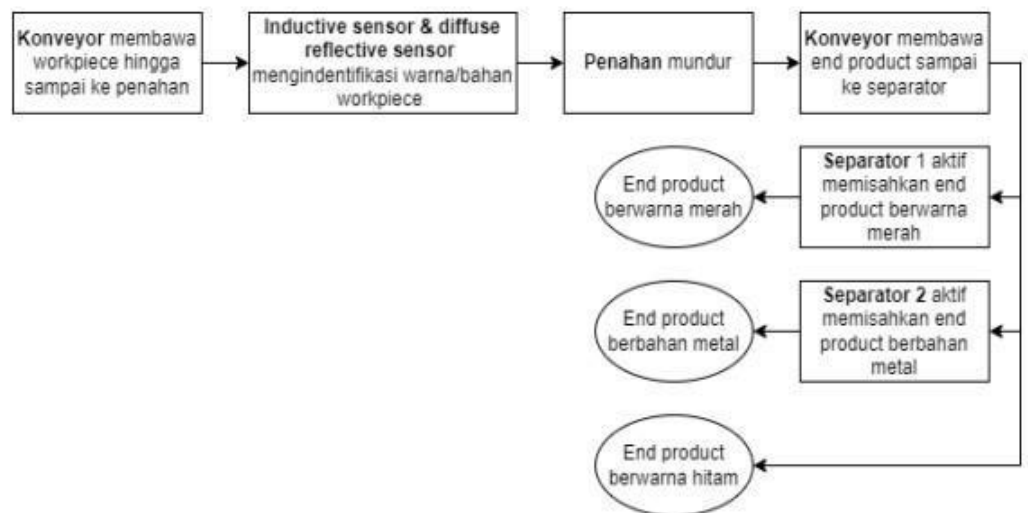 Konveyor membawa
workpiece hingga
sampai ke penahan
Inductive sensor & diffuse
reflective sensor
mengindentifikasi warna/bahan
workpiece
Penahan mundur
Konveyor membawa
end product sampai
ke separator
End product
berwarna merah
Separator 1 aktif
memisahkan end
product berwarna
merah
End product
berbahan metal
Separator 2 aktif
memisahkan end
product berbahan
metal
End product
berwarna hitam